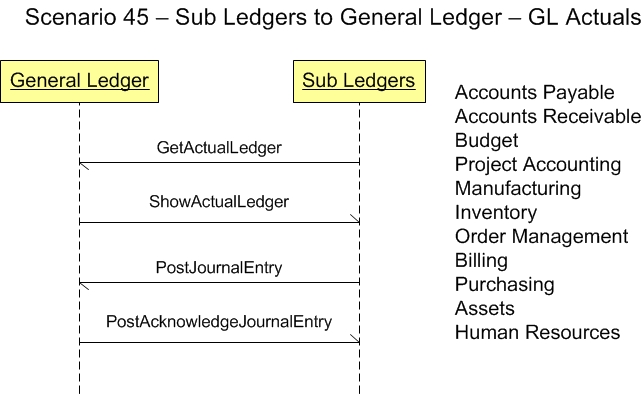 Scenario 45 – Sub Ledgers to General Ledger – GL Actuals
General Ledger
Sub Ledgers
GetActualLedger
ShowActualLedger
PostJournalEntry
PostAcknowledgeJournalEntry
Accounts Payable
Accounts Receivable
Budget
Project Accounting
Manufacturing
Inventory
Order Management
Billing
Purchasing
Assets
Human Resources